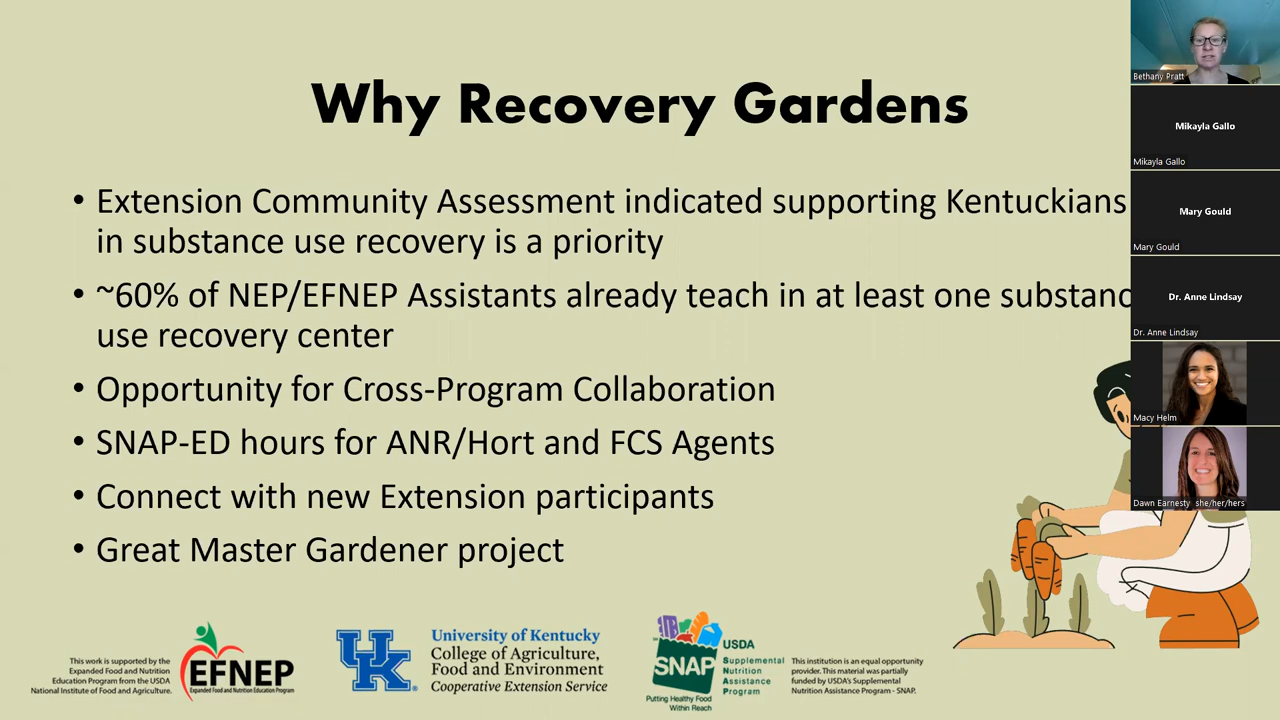 Why Recovery Gardens
• Extension Community Assessment indicated supporting Kentuckians
in substance use recovery is a priority
• ~60% of NEP/EFNEP Assistants already teach in at least one substanc
use recovery center
• Opportunity for Cross-Program Collaboration
• SNAP-ED hours for ANR/Hort and FCS Agents
• Connect with new Extension participants
• Great Master Gardener project
This work is supported by the
Expanded Food and Nutrition
Education Program from the USDA
National Institute of Food and Agriculture.
EFNEP
Expanded Food and Nutrition Education Program
UK
University of Kentucky
College of Agriculture,
Food and Environment
Cooperative Extension Service
SNAP
Putting Healthy Food
Within Reach
USDA
Supplemental
Nutrition
Assistance
Program
This institution is an equal opportunity
provider. This material was partially
funded by USDA's Supplemental
Nutrition Assistance Program - SNAP.
Bethany Pratt
Mikayla Gallo
Mikayla Gallo
Mary Gould
Mary Gould
Dr. Anne Lindsay
Dr. Anne Lindsay
Macy Helm
Dawn Earnesty she/her/hers